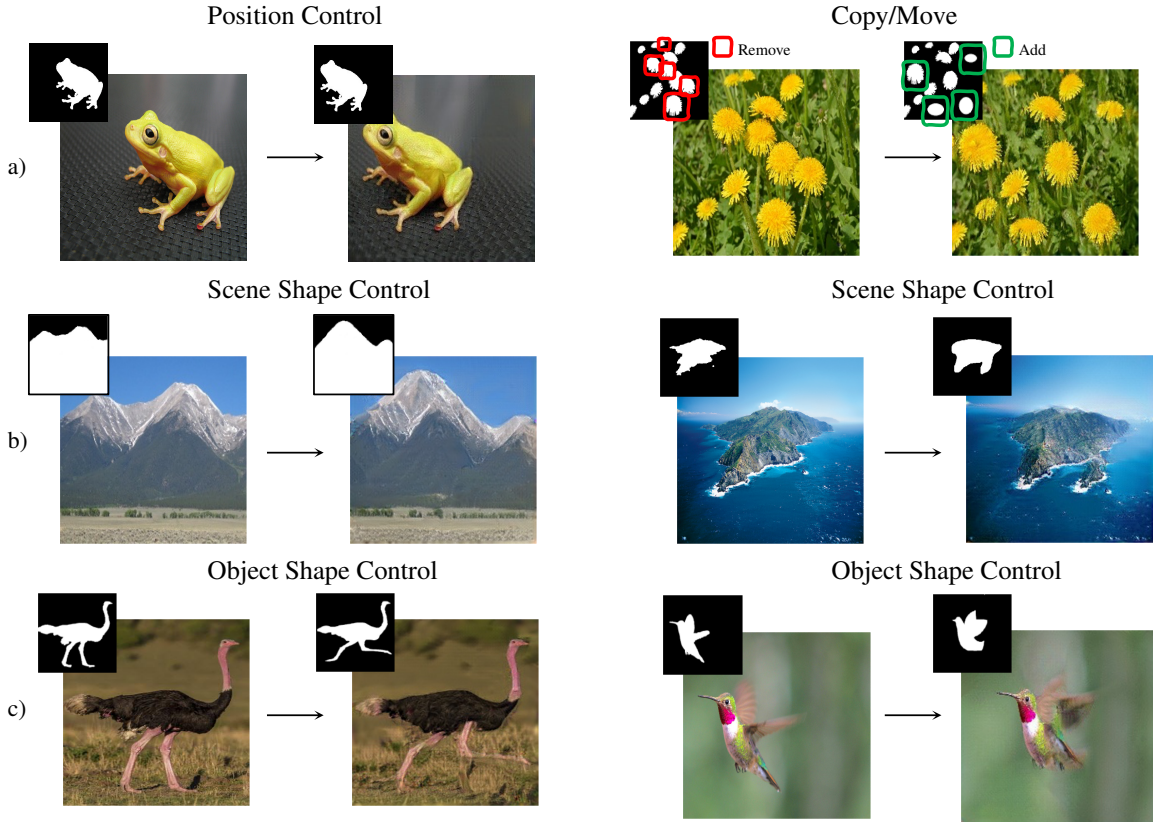 Position Control
Copy/Move
Remove
Add
a)
Scene Shape Control
Scene Shape Control
b)
Object Shape Control
Object Shape Control
c)